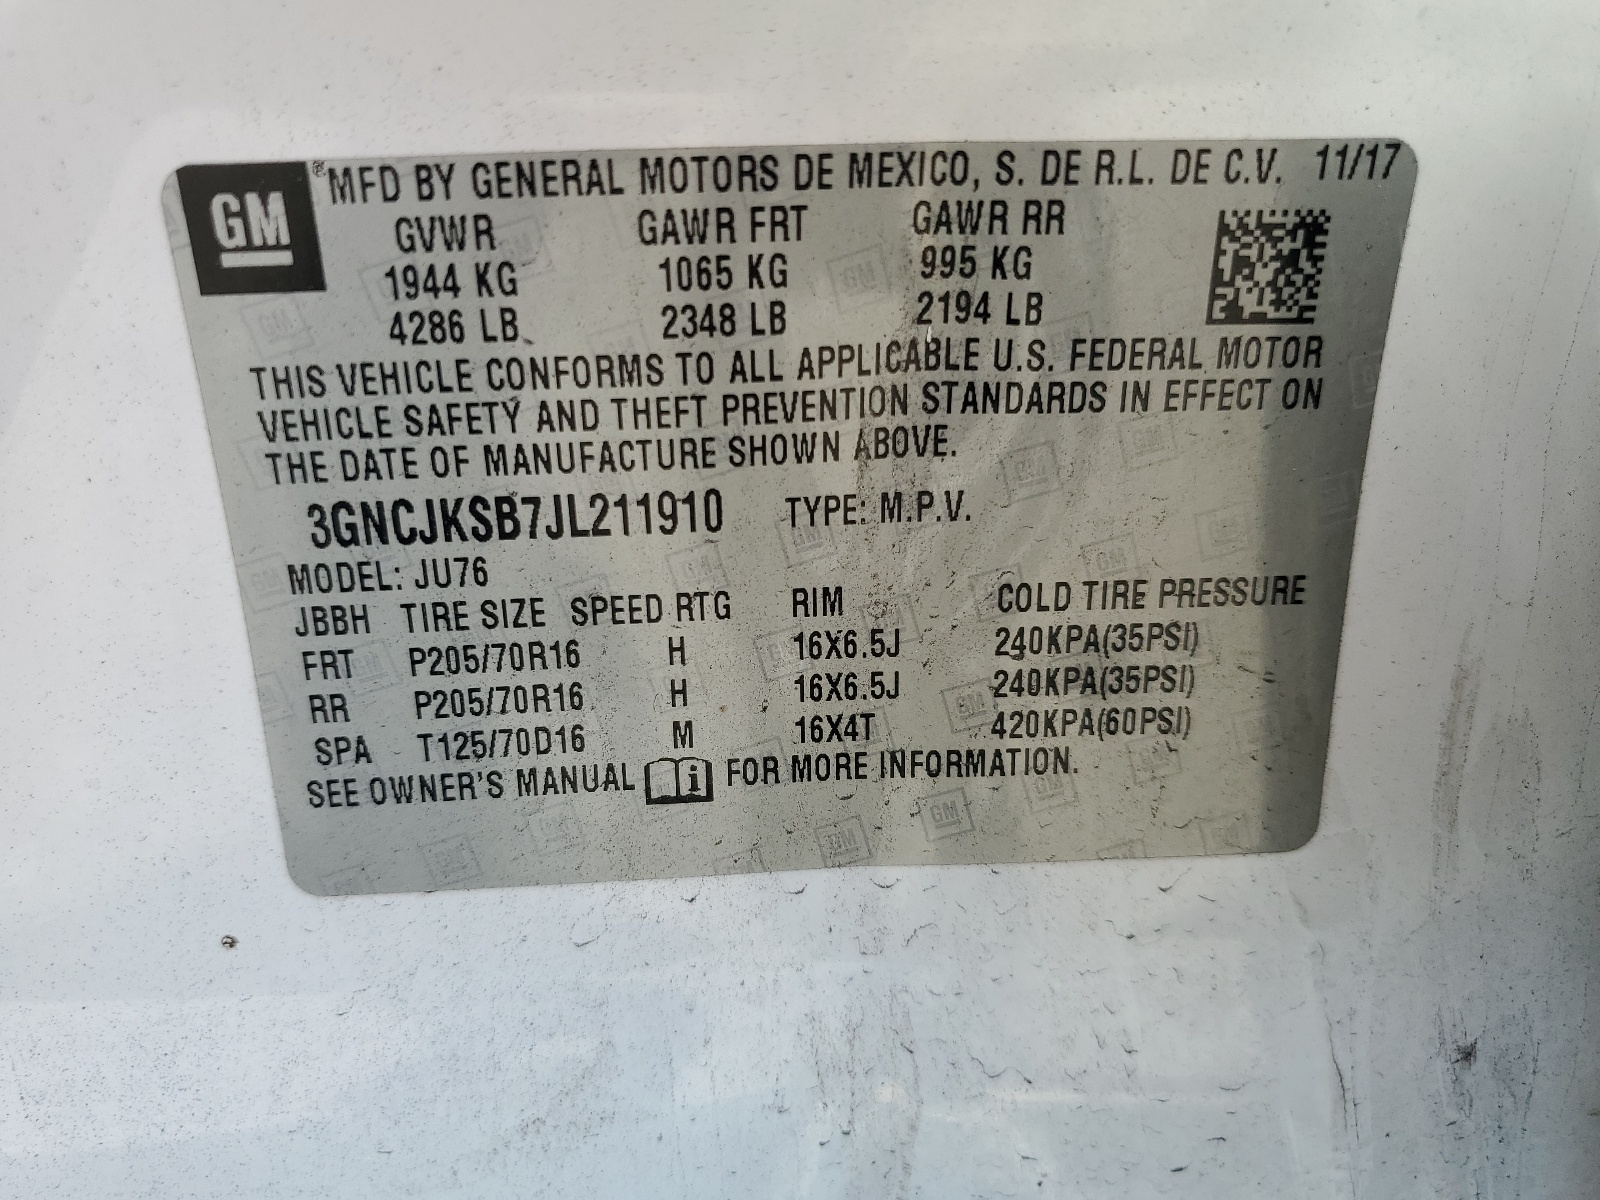 GM ® MFD BY GENERAL MOTORS DE MEXICO, S. DE R.L. DE C.V. 11/17
GVWR GAWR FRT GAWR RR
1944 KG 1065 KG 995 KG
4286 LB 2348 LB 2194 LB
THIS VEHICLE CONFORMS TO ALL APPLICABLE U.S. FEDERAL MOTOR
VEHICLE SAFETY AND THEFT PREVENTION STANDARDS IN EFFECT ON
THE DATE OF MANUFACTURE SHOWN ABOVE.
3GNCJKSB7JL211910 TYPE: M.P.V.
MODEL: JU76
JBBH TIRE SIZE SPEED RTG RIM COLD TIRE PRESSURE
FRT P205/70R16 H 16X6.5J 240KPA(35PSI)
RR P205/70R16 H 16X6.5J 240KPA(35PSI)
SPA T125/70D16 M 16X4T 420KPA(60PSI)
SEE OWNER'S MANUAL i FOR MORE INFORMATION.